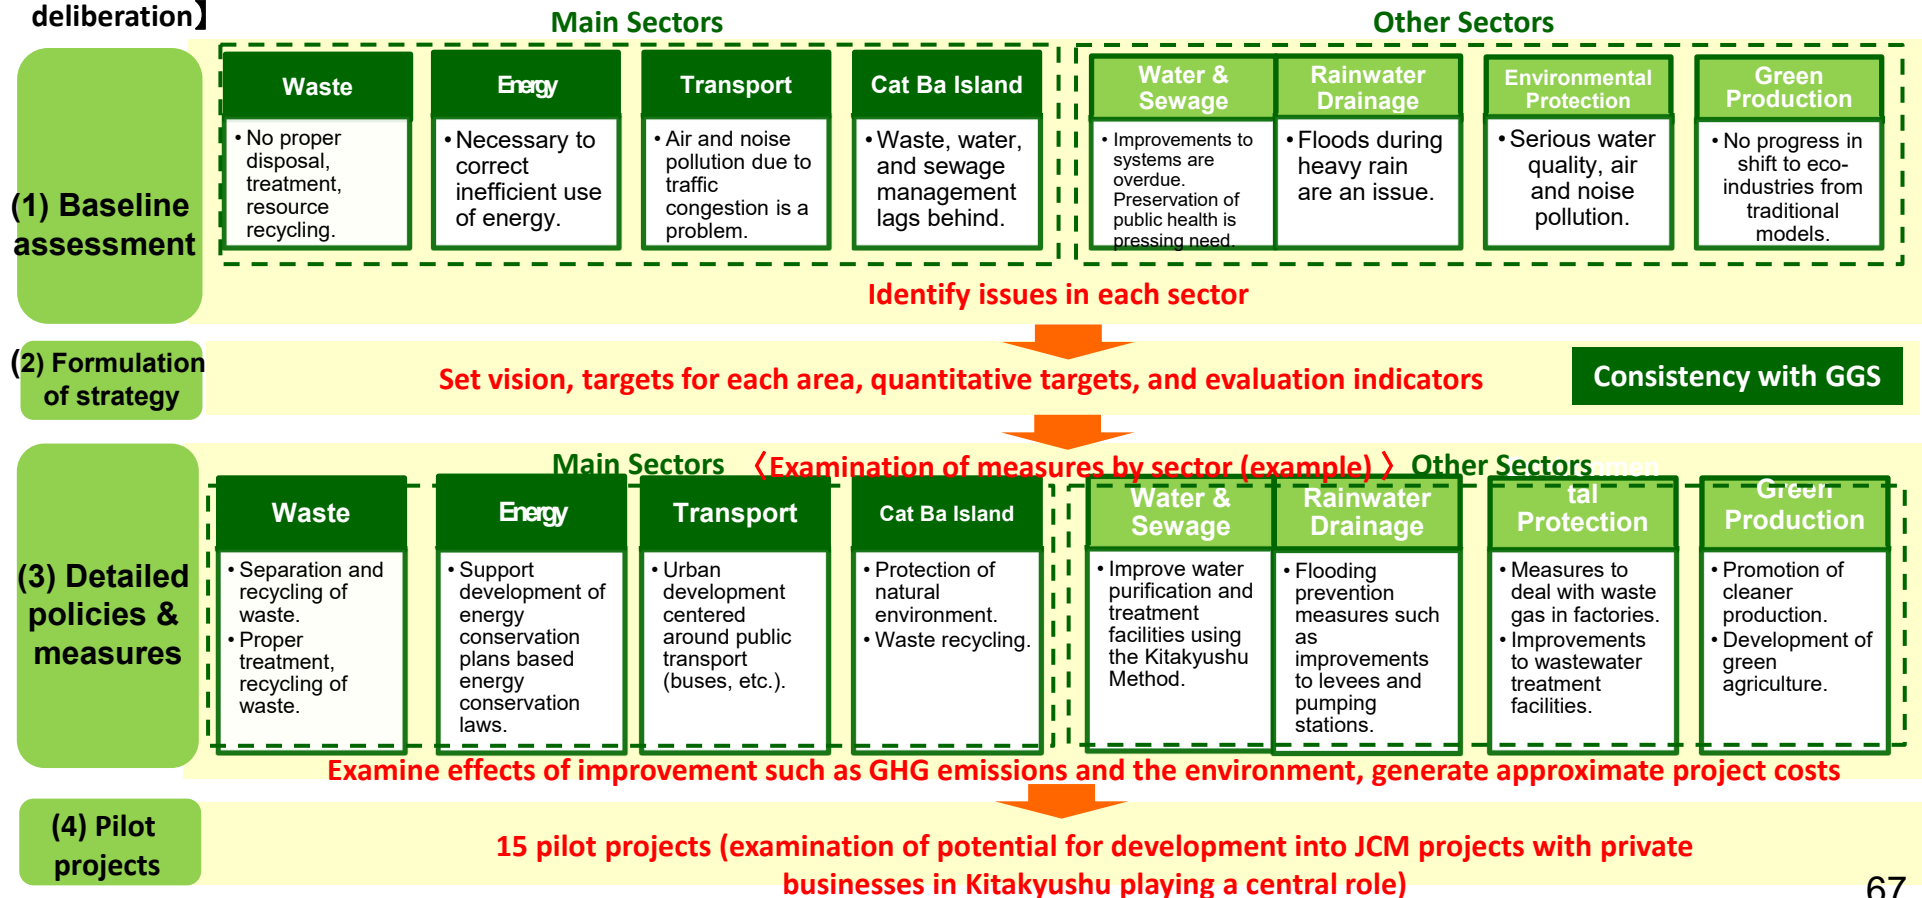 deliberation】
Main Sectors
Other Sectors
(1) Baseline
assessment
Waste
• No proper
disposal,
treatment,
resource
recycling.
Energy
• Necessary to
correct
inefficient use
of energy.
Transport
• Air and noise
pollution due to
traffic
congestion is a
problem.
Cat Ba Island
• Waste, water,
and sewage
management
lags behind.
Water &
Sewage
• Improvements to
systems are
overdue.
Preservation of
public health is
pressing need.
Rainwater
Drainage
• Floods during
heavy rain
are an issue.
Environmental
Protection
• Serious water
quality, air
and noise
pollution.
Green
Production
• No progress in
shift to eco-
industries from
traditional
models.
Identify issues in each sector
(2) Formulation
of strategy
Set vision, targets for each area, quantitative targets, and evaluation indicators
Consistency with GGS
(3) Detailed
policies &
measures
Main Sectors
〈Examination of measures by sector (example) 〉
Other Sectors
Waste
• Separation and
recycling of
waste.
• Proper
treatment,
recycling of
waste.
Energy
• Support
development of
energy
conservation
plans based
energy
conservation
laws.
Transport
• Urban
development
centered
around public
transport
(buses, etc.).
Cat Ba Island
• Protection of
natural
environment.
• Waste recycling.
Water &
Sewage
• Improve water
purification and
treatment
facilities using
the Kitakyushu
Method.
Rainwater
Drainage
• Flooding
prevention
measures such
as
improvements
to levees and
pumping
stations.
tal
Protection
• Measures to
deal with waste
gas in factories.
• Improvements
to wastewater
treatment
facilities.
Green
Production
• Promotion of
cleaner
production.
• Development of
green
agriculture.
Examine effects of improvement such as GHG emissions and the environment, generate approximate project costs
(4) Pilot
projects
15 pilot projects (examination of potential for development into JCM projects with private
businesses in Kitakyushu playing a central role)
67